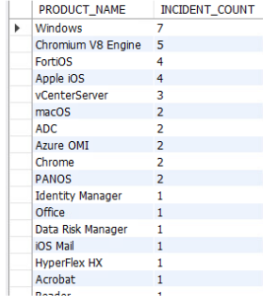 PRODUCT_NAME INCIDENT_COUNT
Windows 7
Chromium V8 Engine 5
FortiOS 4
Apple iOS 4
vCenterServer 3
macOS 2
ADC 2
Azure OMI 2
Chrome 2
PANOS 2
Identity Manager 1
Office 1
Data Risk Manager 1
iOS Mail 1
HyperFlex HX 1
Acrobat 1
Reader 1